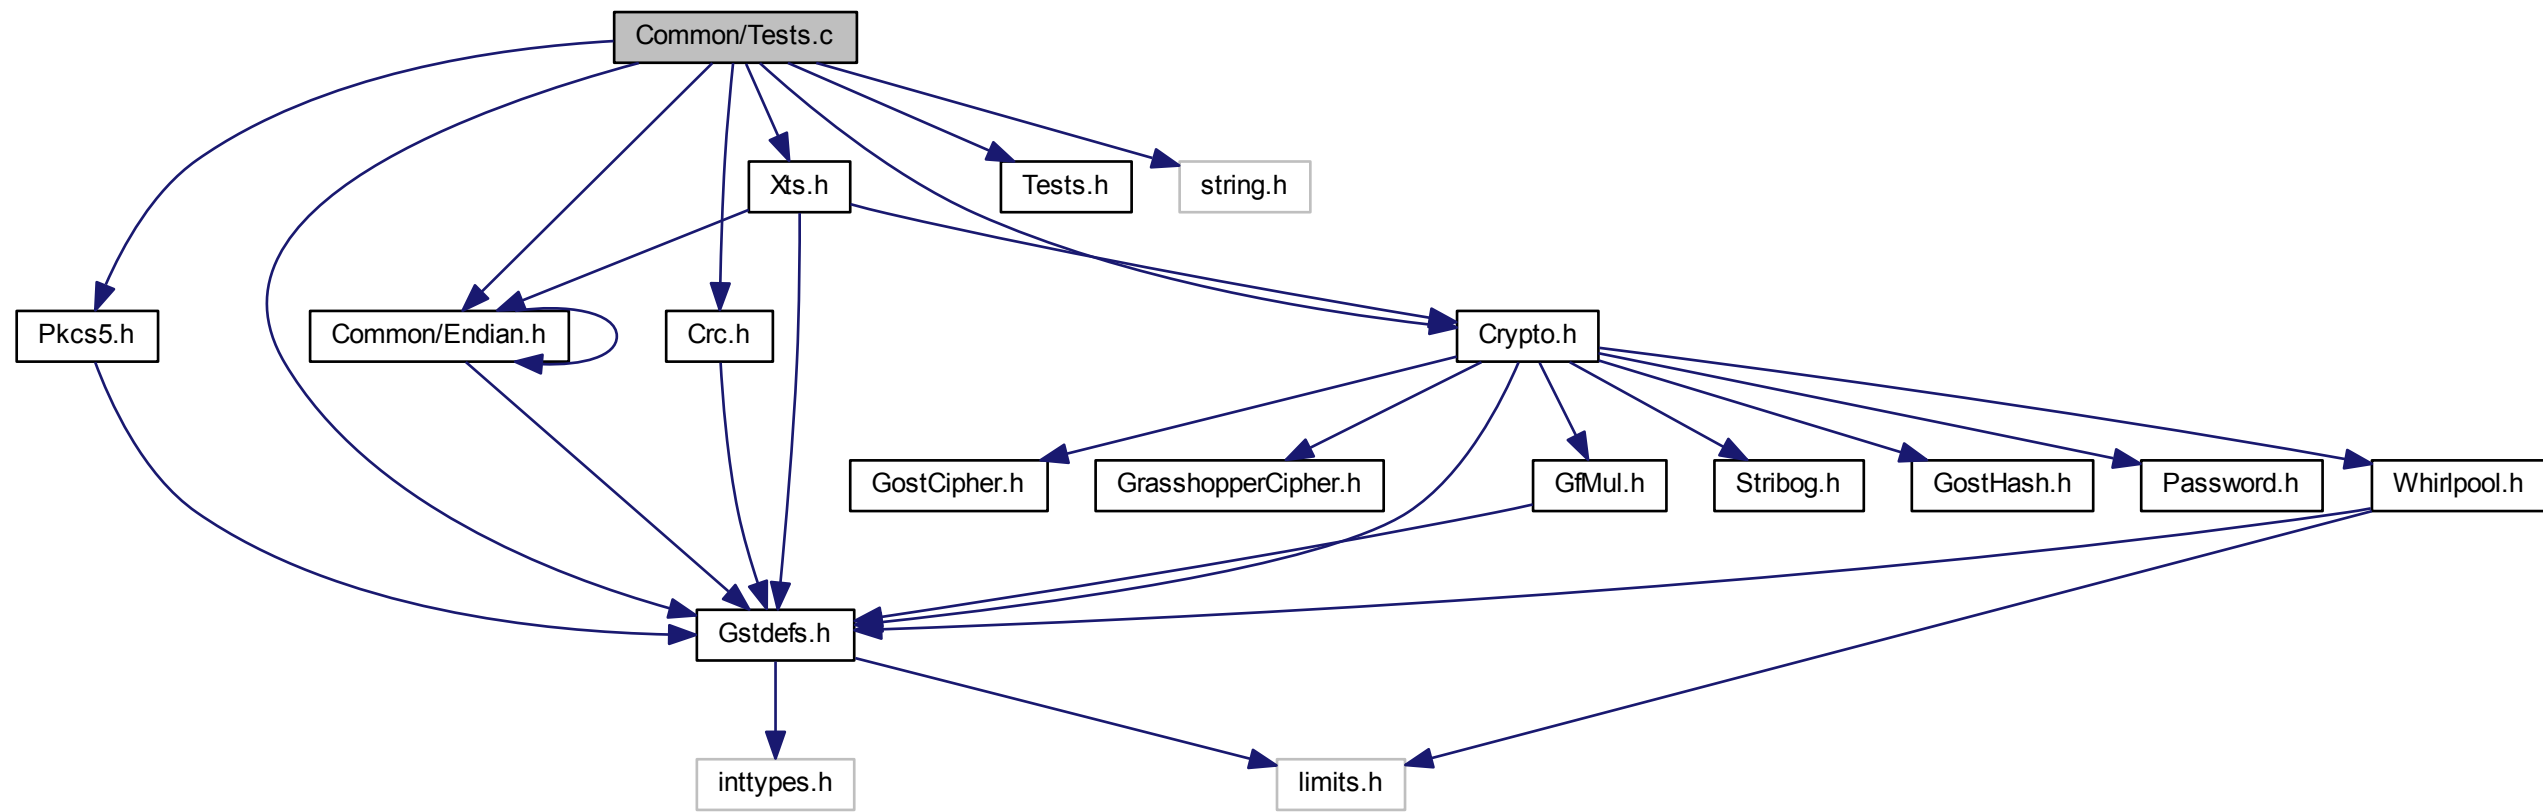 Common/Tests.c
Xts.h
Tests.h
string.h
Pkcs5.h
Common/Endian.h
Crc.h
Crypto.h
GostCipher.h
GrasshopperCipher.h
GfMul.h
Stribog.h
GostHash.h
Password.h
Whirlpool.h
Gstdefs.h
inttypes.h
limits.h